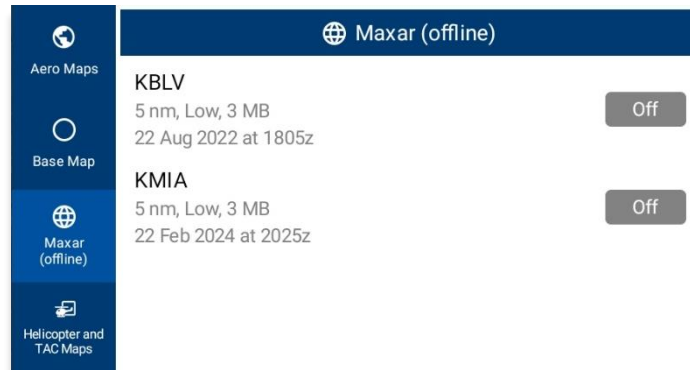 Aero Maps
Base Map
Maxar
(offline)
Helicopter and
TAC Maps
Maxar (offline)
KBLV
5 nm, Low, 3 MB
22 Aug 2022 at 1805z
Off
KMIA
5 nm, Low, 3 MB
22 Feb 2024 at 2025z
Off